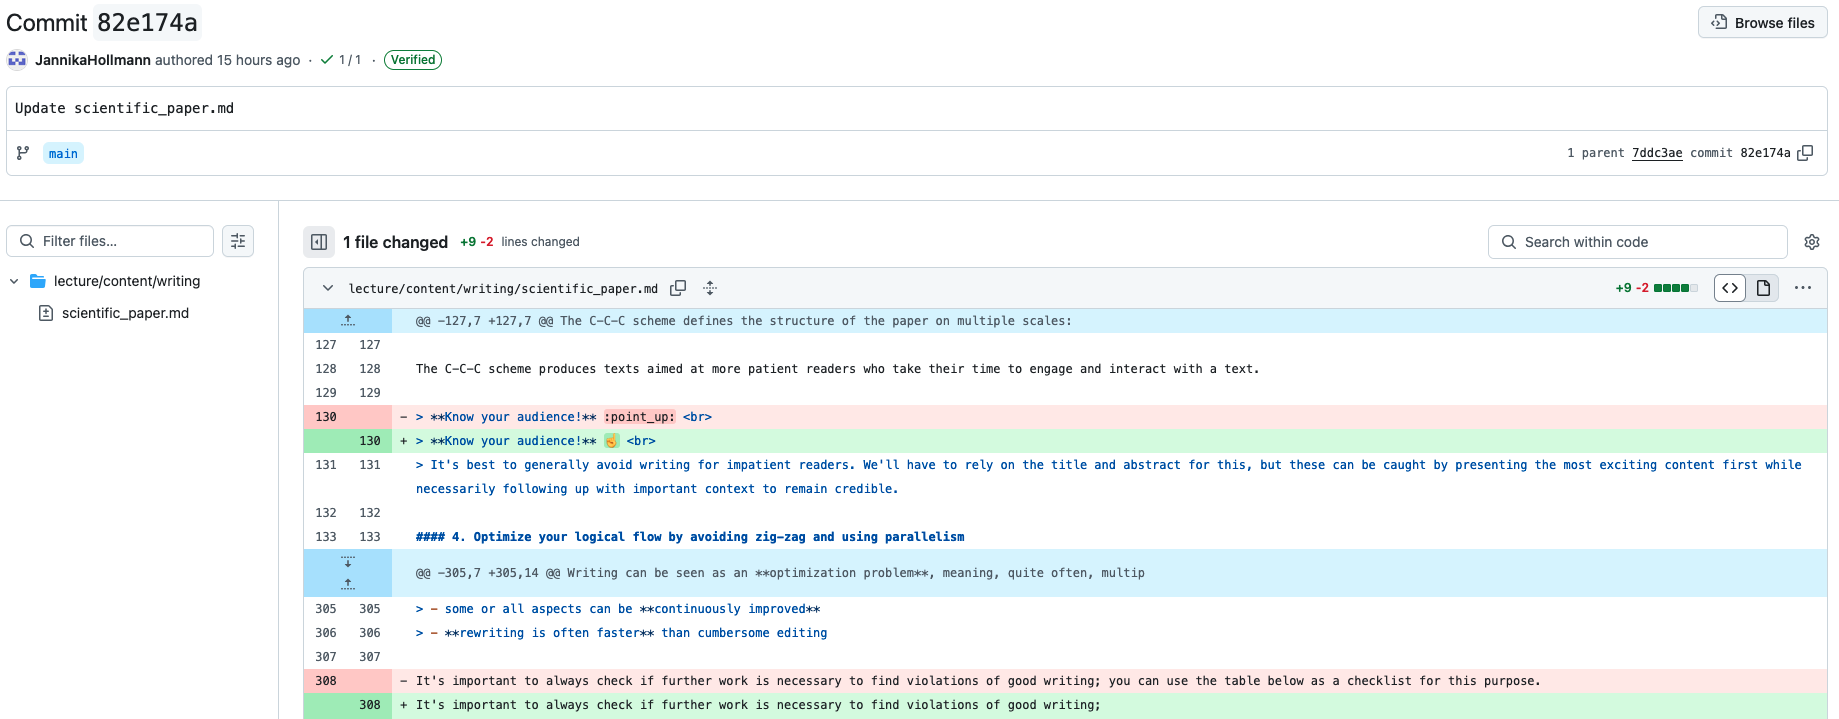 Commit 82e174a
Browse files
JannikaHollmann authored 15 hours ago · 1 / 1 · Verified
Update scientific_paper.md
main
1 parent 7ddc3ae commit 82e174a
Filter files...
1 file changed +9 -2 lines changed
Search within code
lecture/content/writing
scientific_paper.md
lecture/content/writing/scientific_paper.md
+9 -2
@@ -127,7 +127,7 @@ The C-C-C scheme defines the structure of the paper on multiple scales:
127 127
128 128 The C-C-C scheme produces texts aimed at more patient readers who take their time to engage and interact with a text.
129 129
130 - > **Know your audience!** :point_up: <br>
130 + > **Know your audience!** ☝️ <br>
131 131 > It's best to generally avoid writing for impatient readers. We'll have to rely on the title and abstract for this, but these can be caught by presenting the most exciting content first while
necessarily following up with important context to remain credible.
132 132
133 133 #### 4. Optimize your logical flow by avoiding zig-zag and using parallelism
@@ -305,7 +305,14 @@ Writing can be seen as an **optimization problem**, meaning, quite often, multip
305 305 > - some or all aspects can be **continuously improved**
306 306 > - **rewriting is often faster** than cumbersome editing
307 307
308 - It's important to always check if further work is necessary to find violations of good writing; you can use the table below as a checklist for this purpose.
308 + It's important to always check if further work is necessary to find violations of good writing;